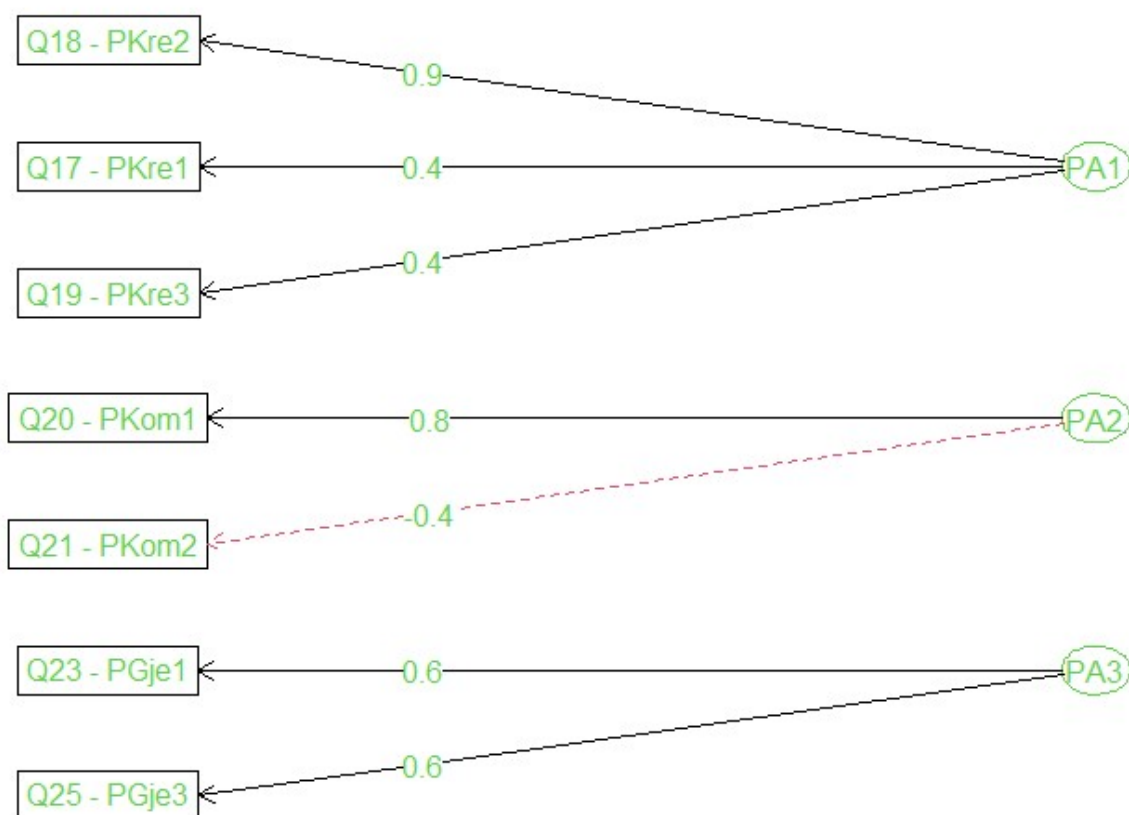 Q18 - PKre2
0.9
Q17 - PKre1
0.4
PA1
Q19 - PKre3
0.4
Q20 - PKom1
0.8
PA2
Q21 - PKom2
-0.4
Q23 - PGje1
0.6
PA3
Q25 - PGje3
0.6